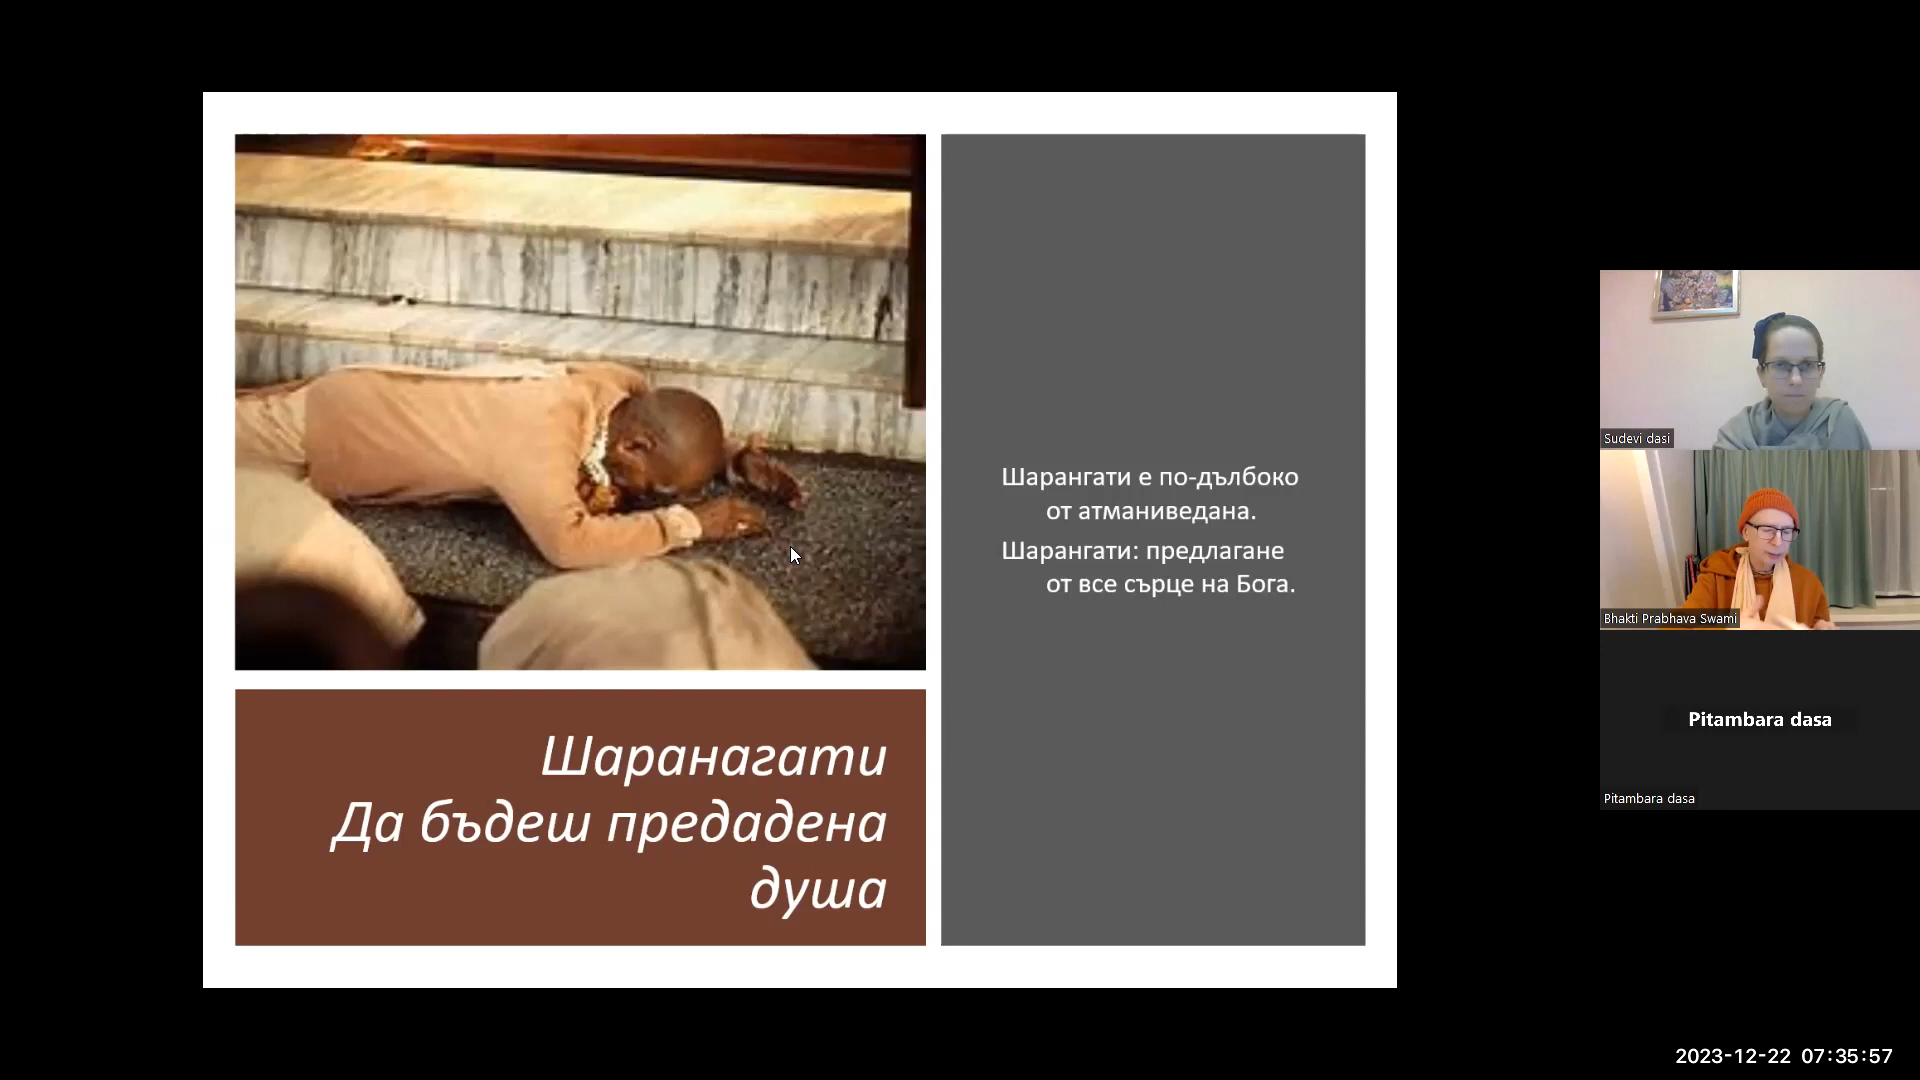 Шарангати е по-дълбоко
от атманиведана.
Шарангати: предлагане
от все сърце на Бога.
Шаранагати
Да бъдеш предадена
душа
Sudevi dasi
Bhakti Prabhava Swami
Pitambara dasa
Pitambara dasa
2023-12-22 07:35:57